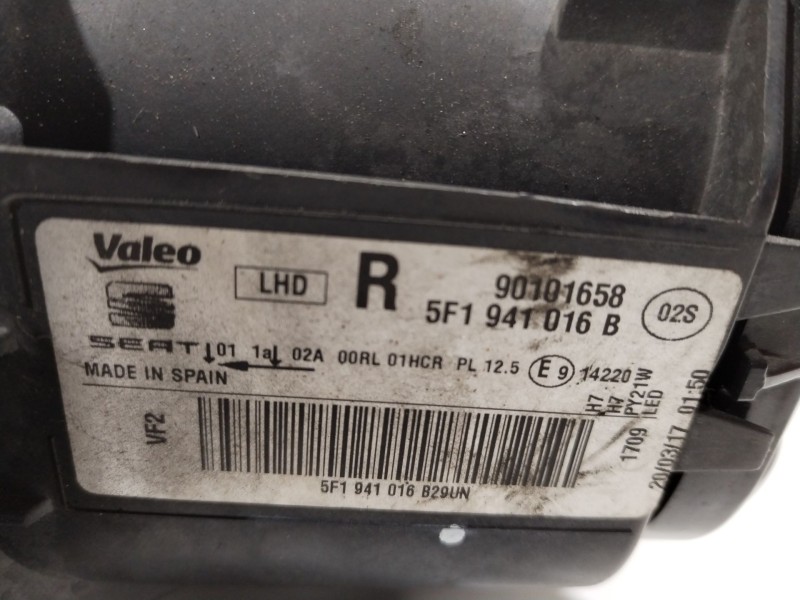 Valeo
LHD
R
90101658
5F1 941 016 B
02S
SEAT
01 1a 02A 00RL 01HCR PL 12.5 E9 14220
MADE IN SPAIN
VF2
5F1 941 016 B29UN
H7
H7
PY21W
LED
1709
20/03/17 01:50